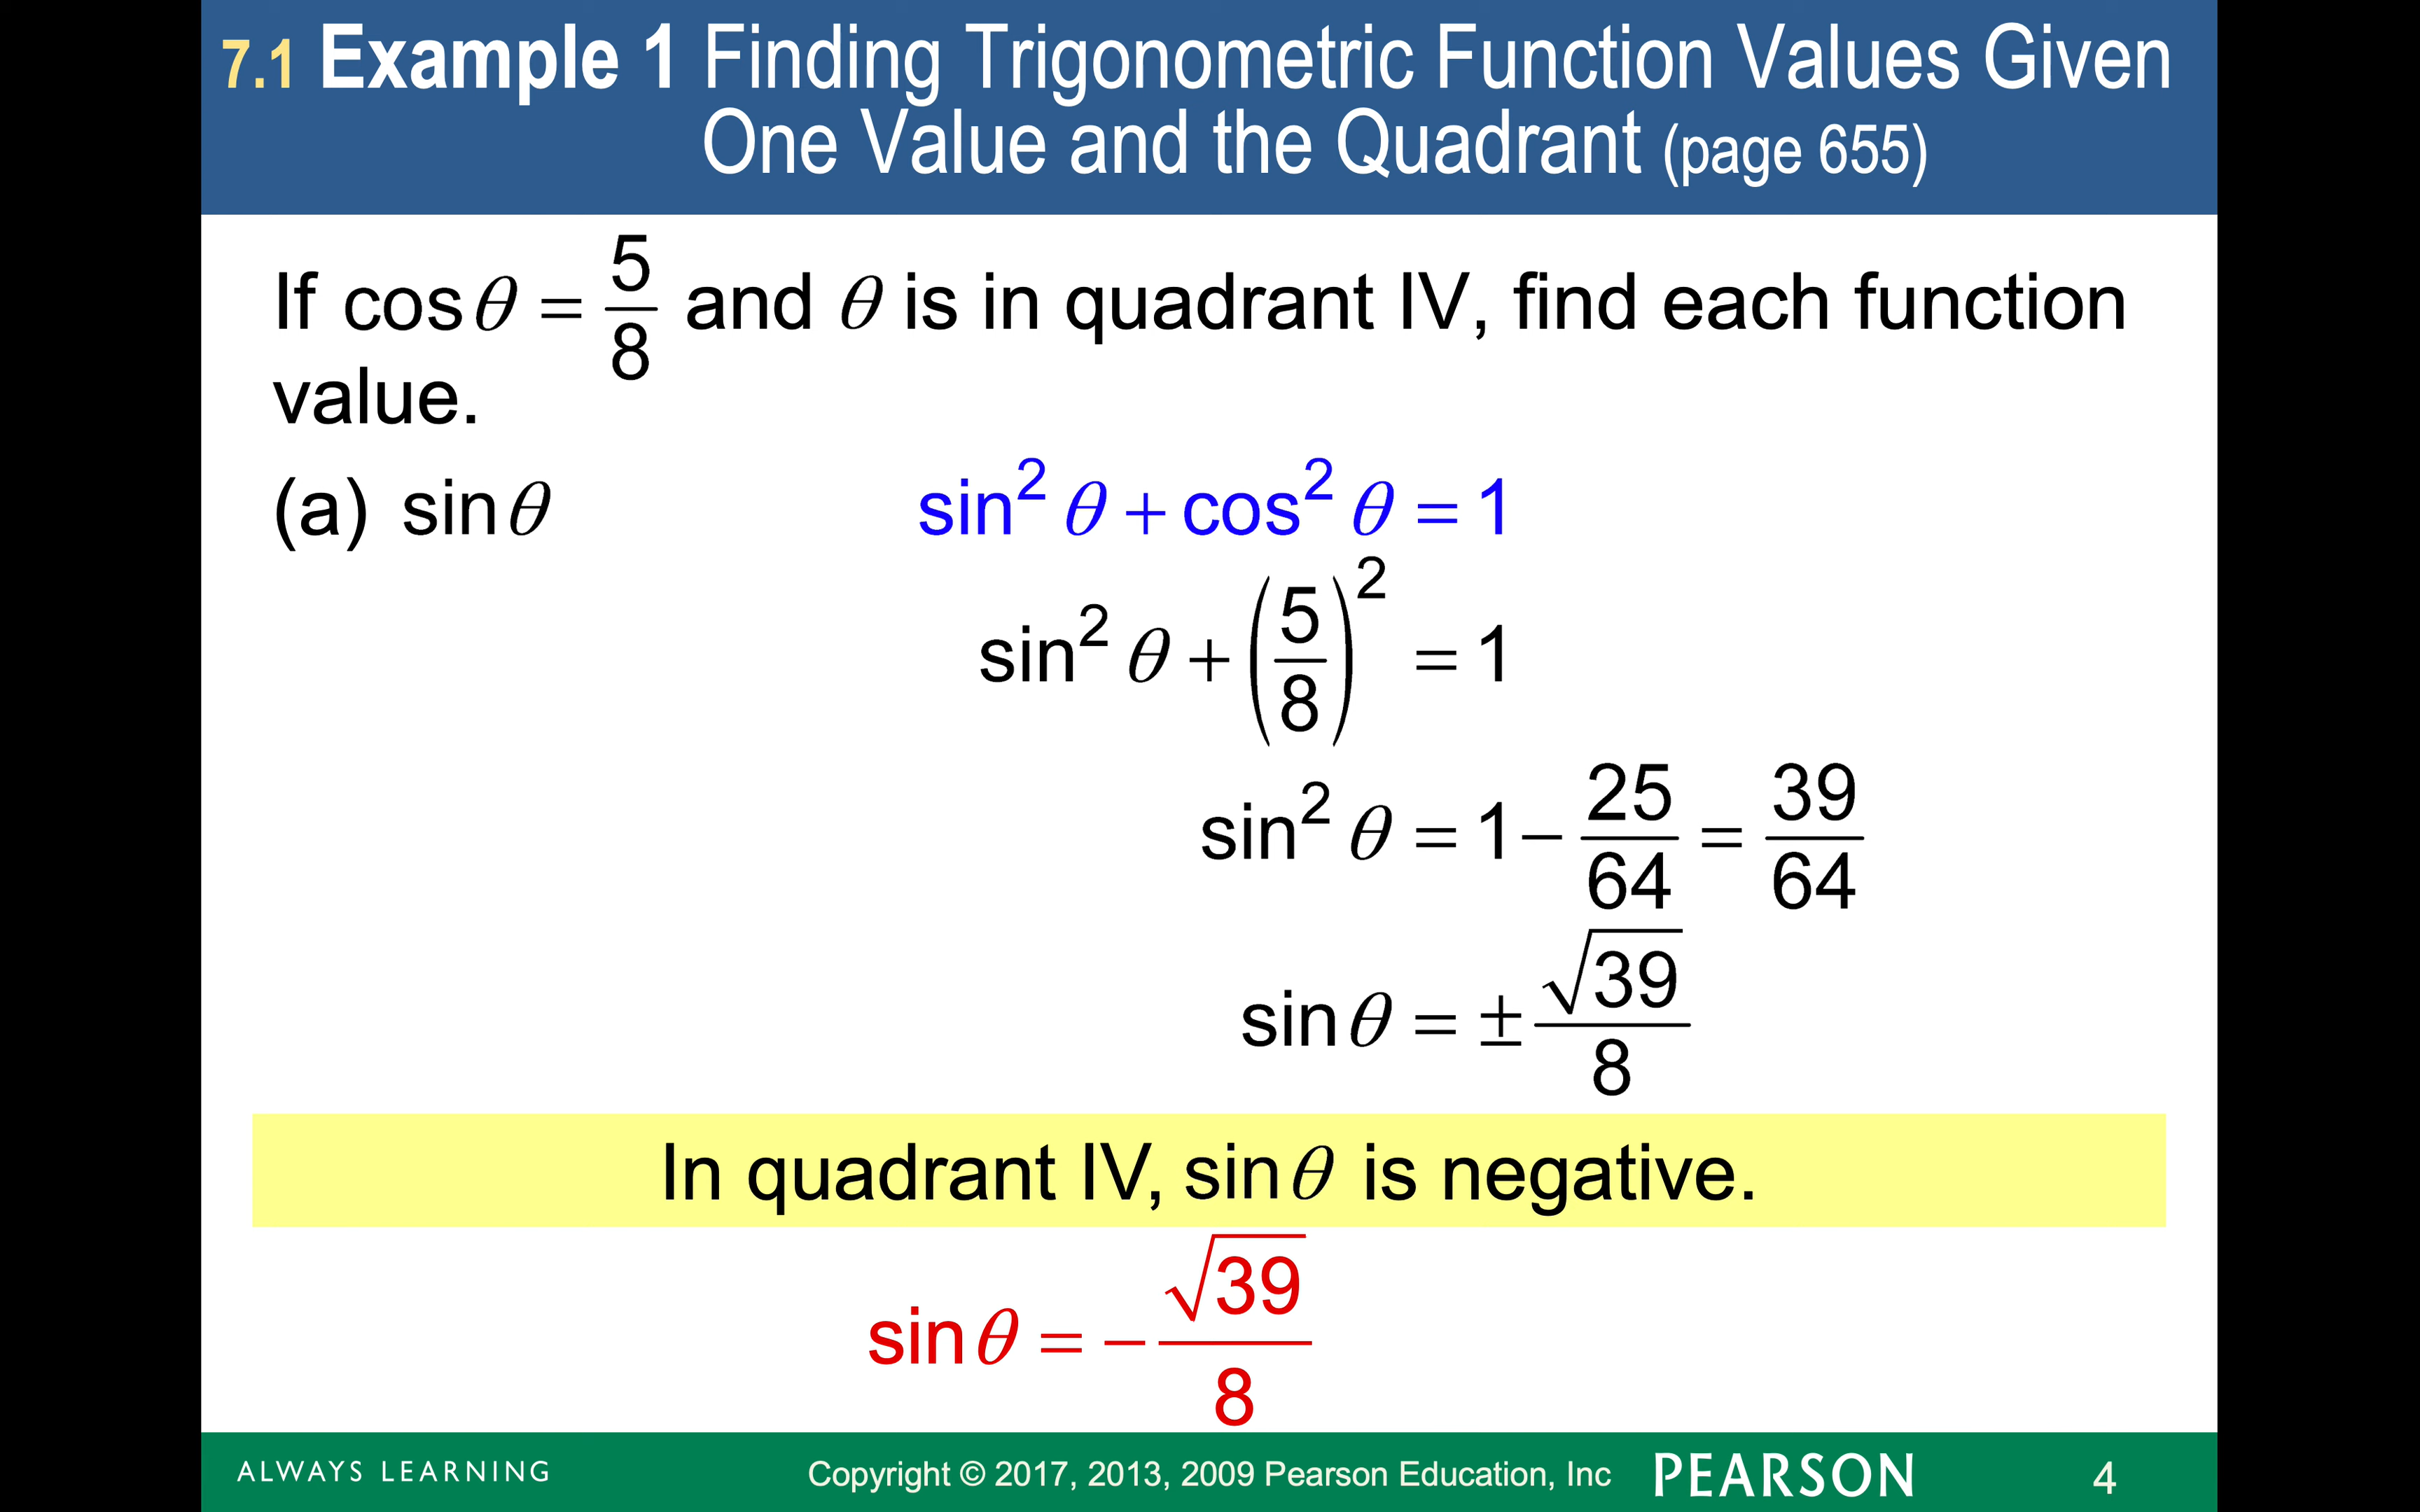 7.1 Example 1 Finding Trigonometric Function Values Given
One Value and the Quadrant (page 655)
If cos θ = 5/8 and θ is in quadrant IV, find each function
value.
(a) sin θ
sin² θ + cos² θ = 1
sin² θ + (5/8)² = 1
sin² θ = 1 − 25/64 = 39/64
sin θ = ± √39/8
In quadrant IV, sin θ is negative.
sin θ = − √39/8
ALWAYS LEARNING
Copyright © 2017, 2013, 2009 Pearson Education, Inc
PEARSON
4